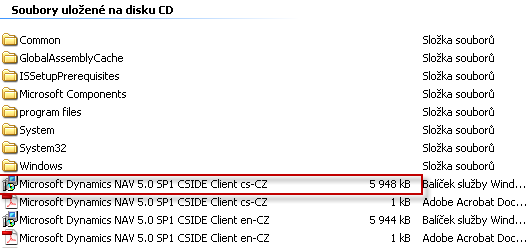 Soubory uložené na disku CD
Common Složka souborů
GlobalAssemblyCache Složka souborů
ISSetupPrerequisites Složka souborů
Microsoft Components Složka souborů
program files Složka souborů
System Složka souborů
System32 Složka souborů
Windows Složka souborů
Microsoft Dynamics NAV 5.0 SP1 CSIDE Client cs-CZ 5 948 kB Balíček služby Wind...
Microsoft Dynamics NAV 5.0 SP1 CSIDE Client cs-CZ 1 kB Adobe Acrobat Doc...
Microsoft Dynamics NAV 5.0 SP1 CSIDE Client en-CZ 5 944 kB Balíček služby Wind...
Microsoft Dynamics NAV 5.0 SP1 CSIDE Client en-CZ 1 kB Adobe Acrobat Doc...